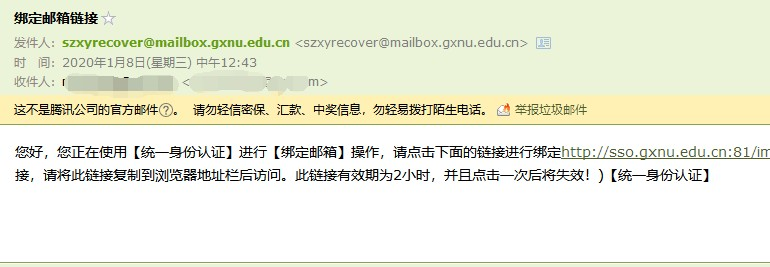 绑定邮箱链接
发件人：szxyrecover@mailbox.gxnu.edu.cn <szxyrecover@mailbox.gxnu.edu.cn>
时 间：2020年1月8日(星期三) 中午12:43
收件人：
这不是腾讯公司的官方邮件?。 请勿轻信密保、汇款、中奖信息，勿轻易拨打陌生电话。 举报垃圾邮件
您好，您正在使用【统一身份认证】进行【绑定邮箱】操作，请点击下面的链接进行绑定http://sso.gxnu.edu.cn:81/im
接，请将此链接复制到浏览器地址栏后访问。此链接有效期为2小时，并且点击一次后将失效！)【统一身份认证】